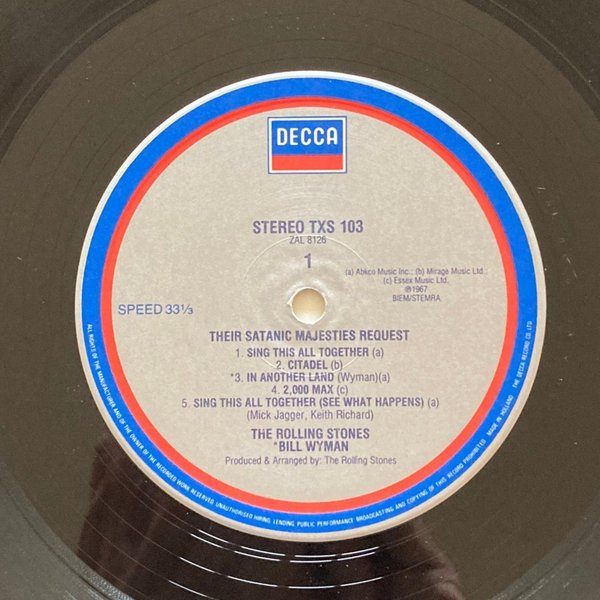 DECCA
STEREO TXS 103
ZAL 8126
1
(a) Abkco Music Inc.; (b) Mirage Music Ltd.;
(c) Essex Music Ltd.
℗1967
BIEM/STEMRA
SPEED 33⅓
THEIR SATANIC MAJESTIES REQUEST
1. SING THIS ALL TOGETHER (a)
2. CITADEL (b)
*3. IN ANOTHER LAND (Wyman)(a)
4. 2,000 MAX (c)
5. SING THIS ALL TOGETHER (SEE WHAT HAPPENS) (a)
(Mick Jagger, Keith Richard)
THE ROLLING STONES
*BILL WYMAN
Produced & Arranged by: The Rolling Stones
ALL RIGHTS OF THE MANUFACTURER AND OF THE OWNER OF THE RECORDED WORK RESERVED. UNAUTHORISED HIRING, LENDING, PUBLIC PERFORMANCE, BROADCASTING AND COPYING OF THIS RECORD PROHIBITED. MADE IN HOLLAND. THE DECCA RECORD CO. LTD.